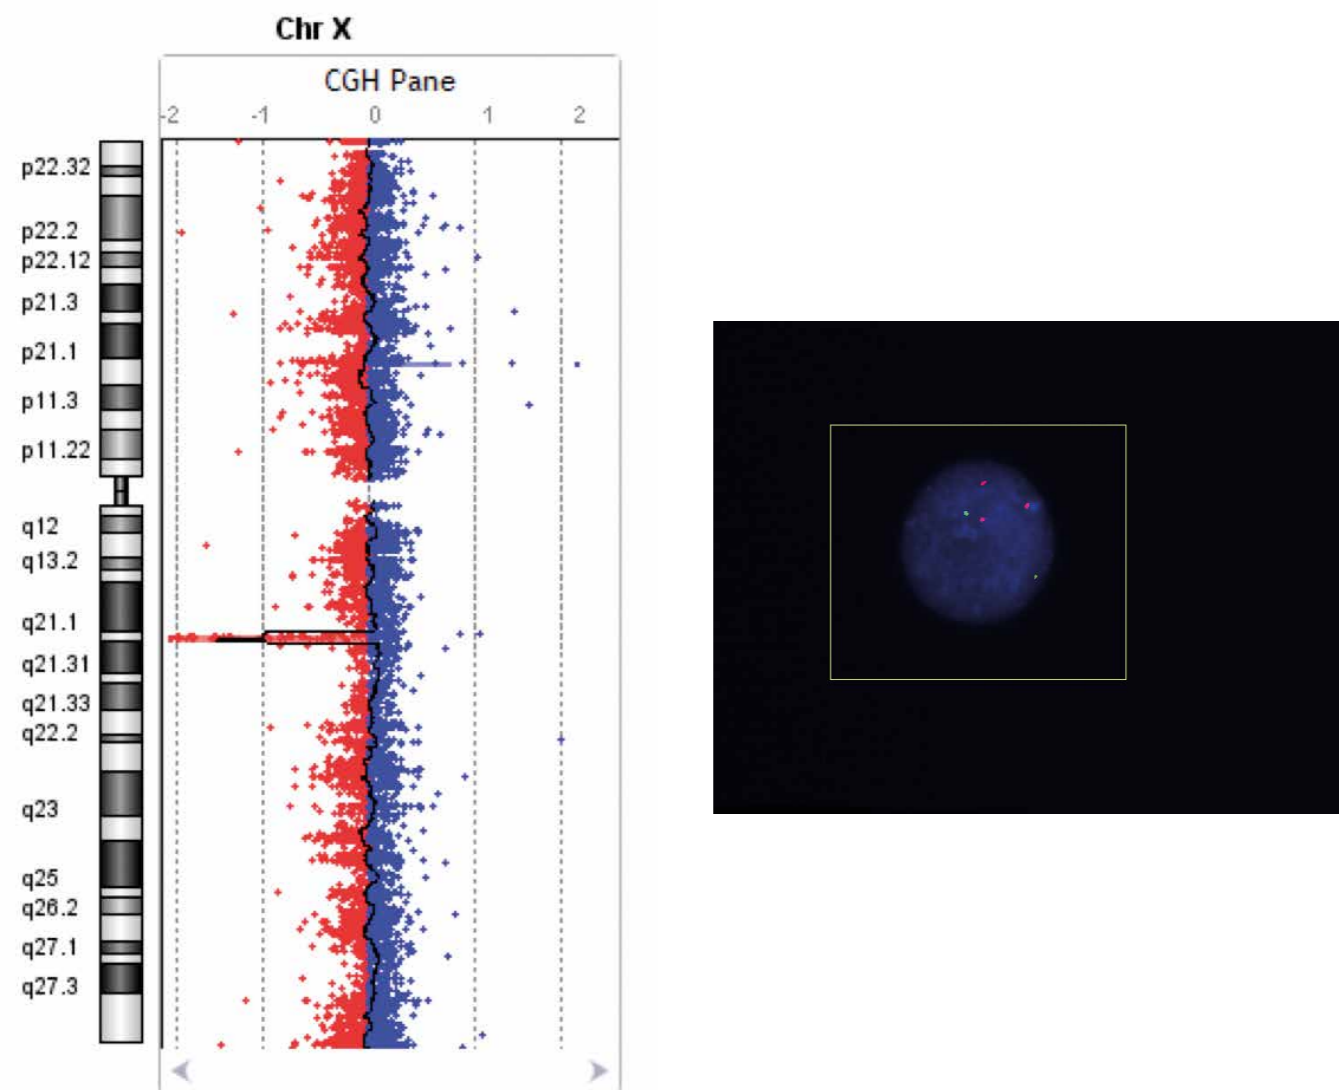 Chr X
CGH Pane
-2 -1 0 1 2
p22.32
p22.2
p22.12
p21.3
p21.1
p11.3
p11.22
q12
q13.2
q21.1
q21.31
q21.33
q22.2
q23
q25
q26.2
q27.1
q27.3